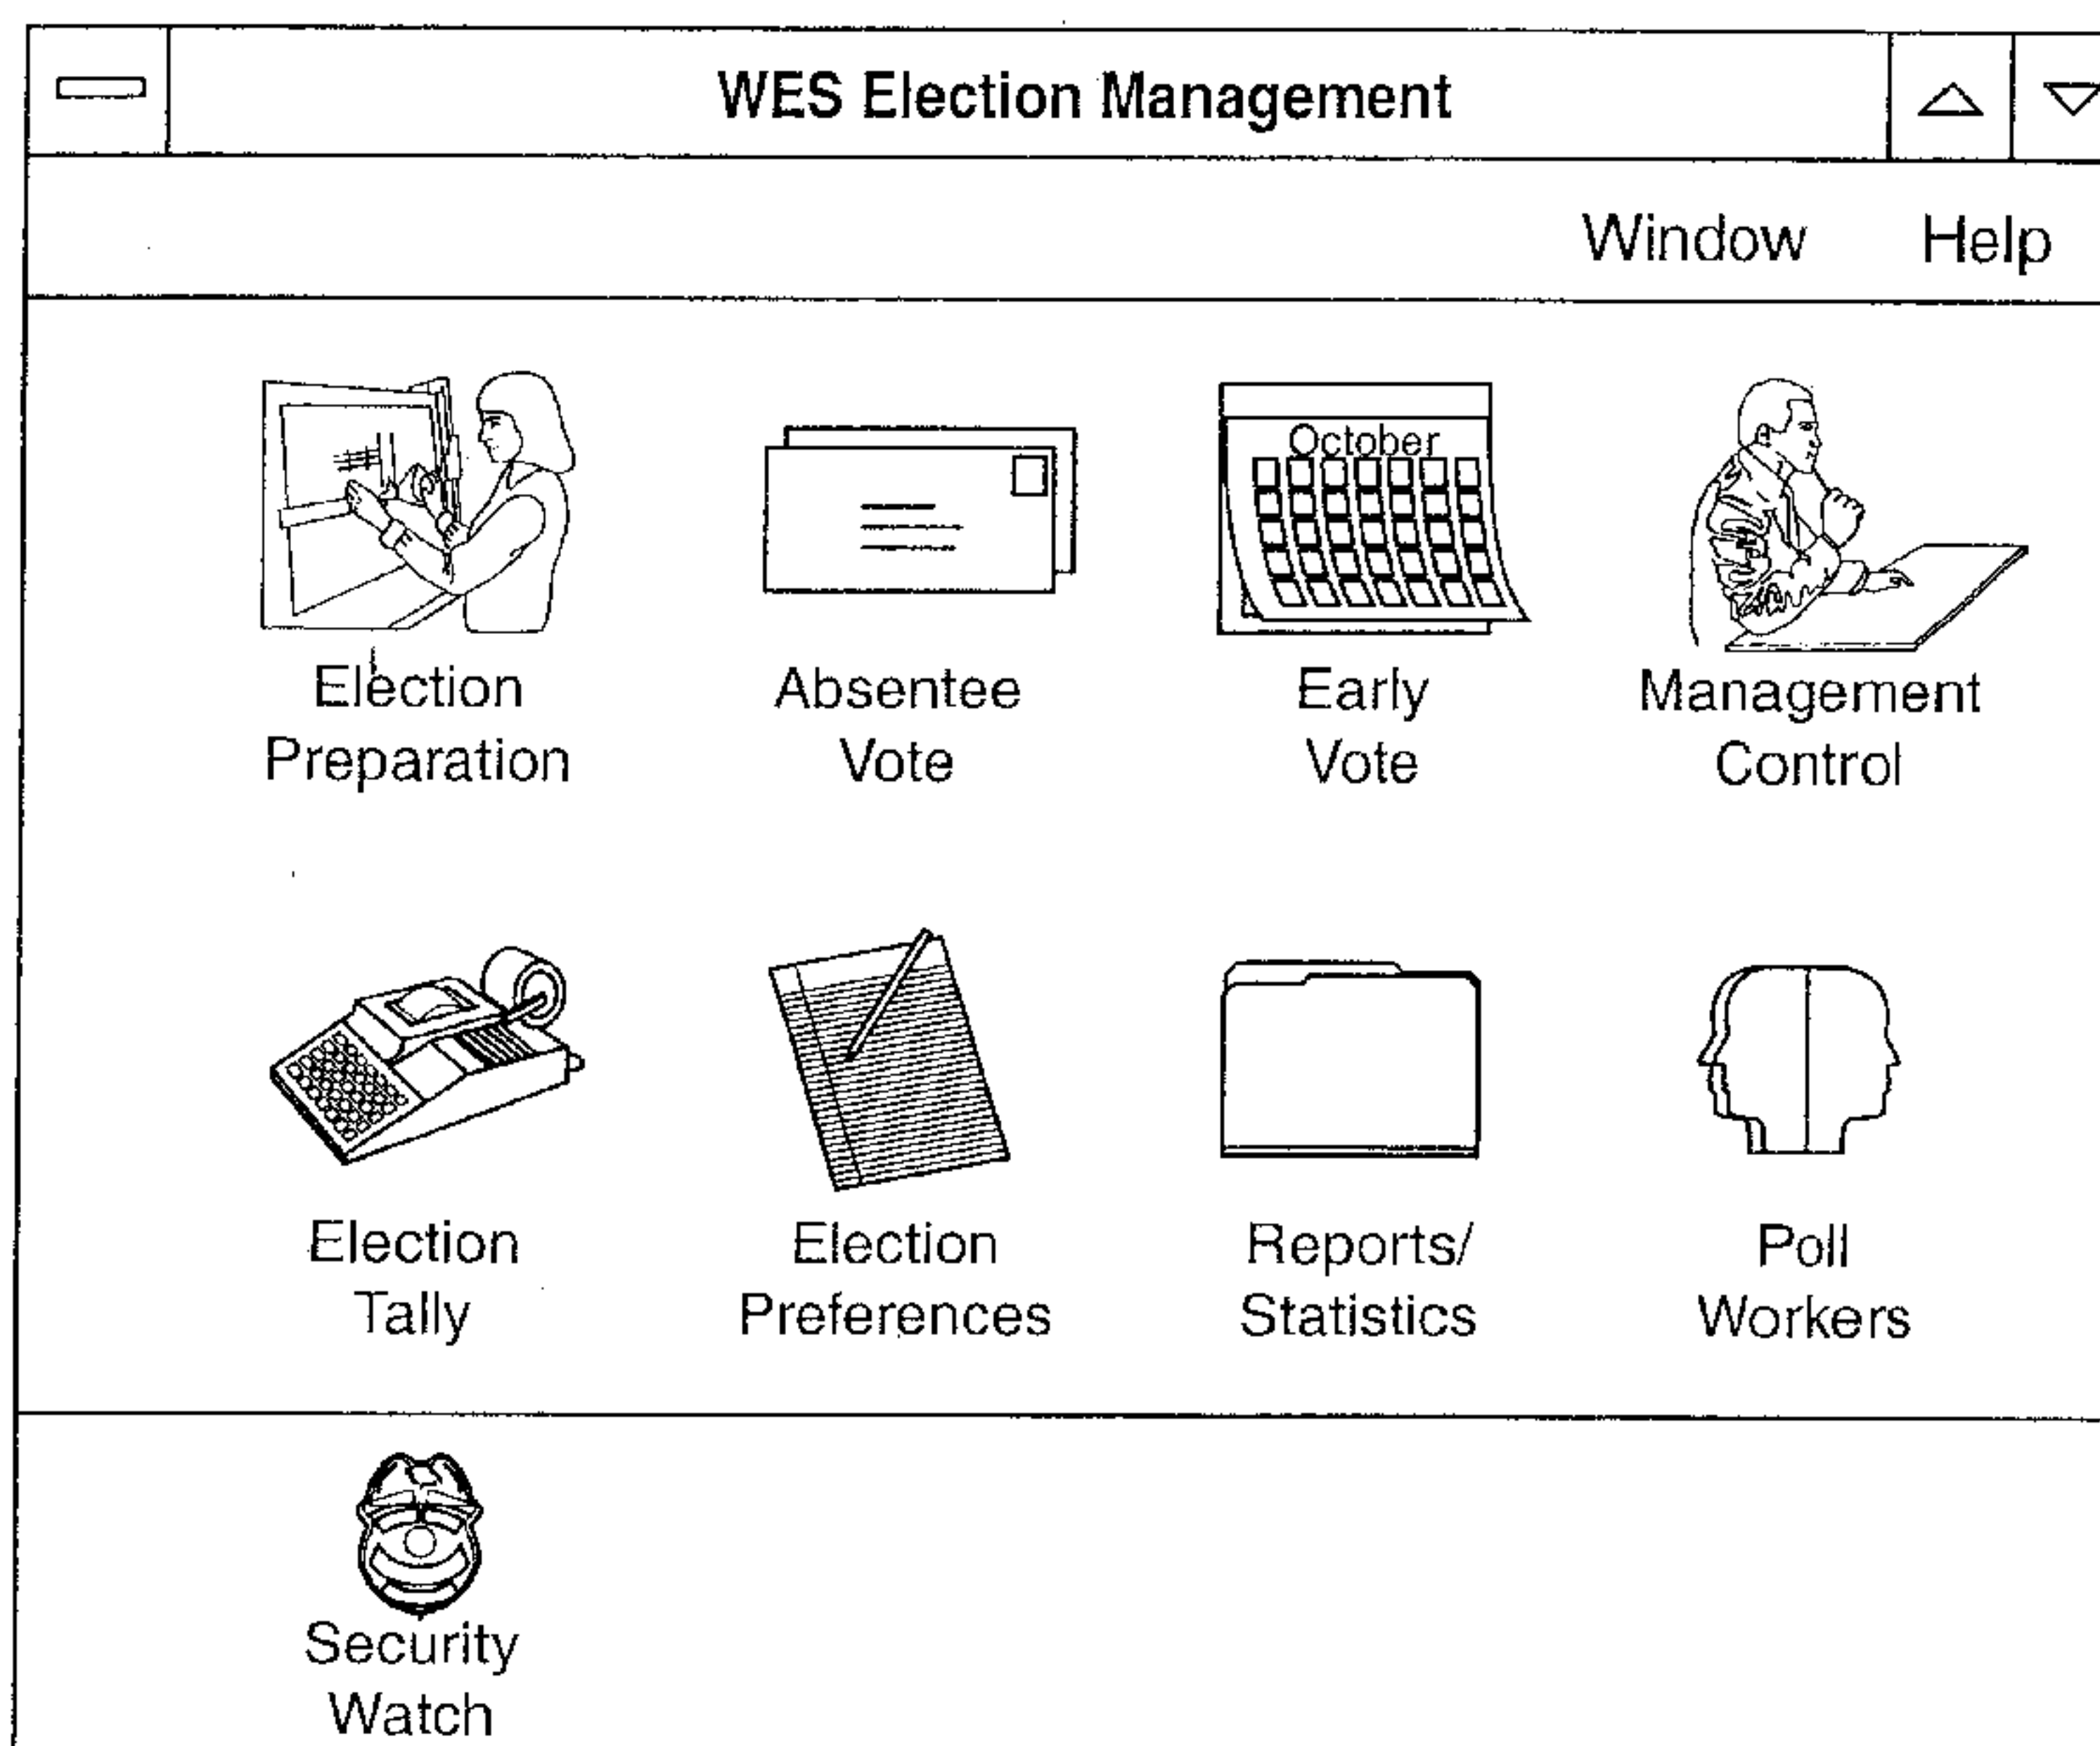 WES Election Management
Window Help
October
Election Absentee Early Management
Preparation Vote Vote Control
Election Election Reports/ Poll
Tally Preferences Statistics Workers
Security
Watch